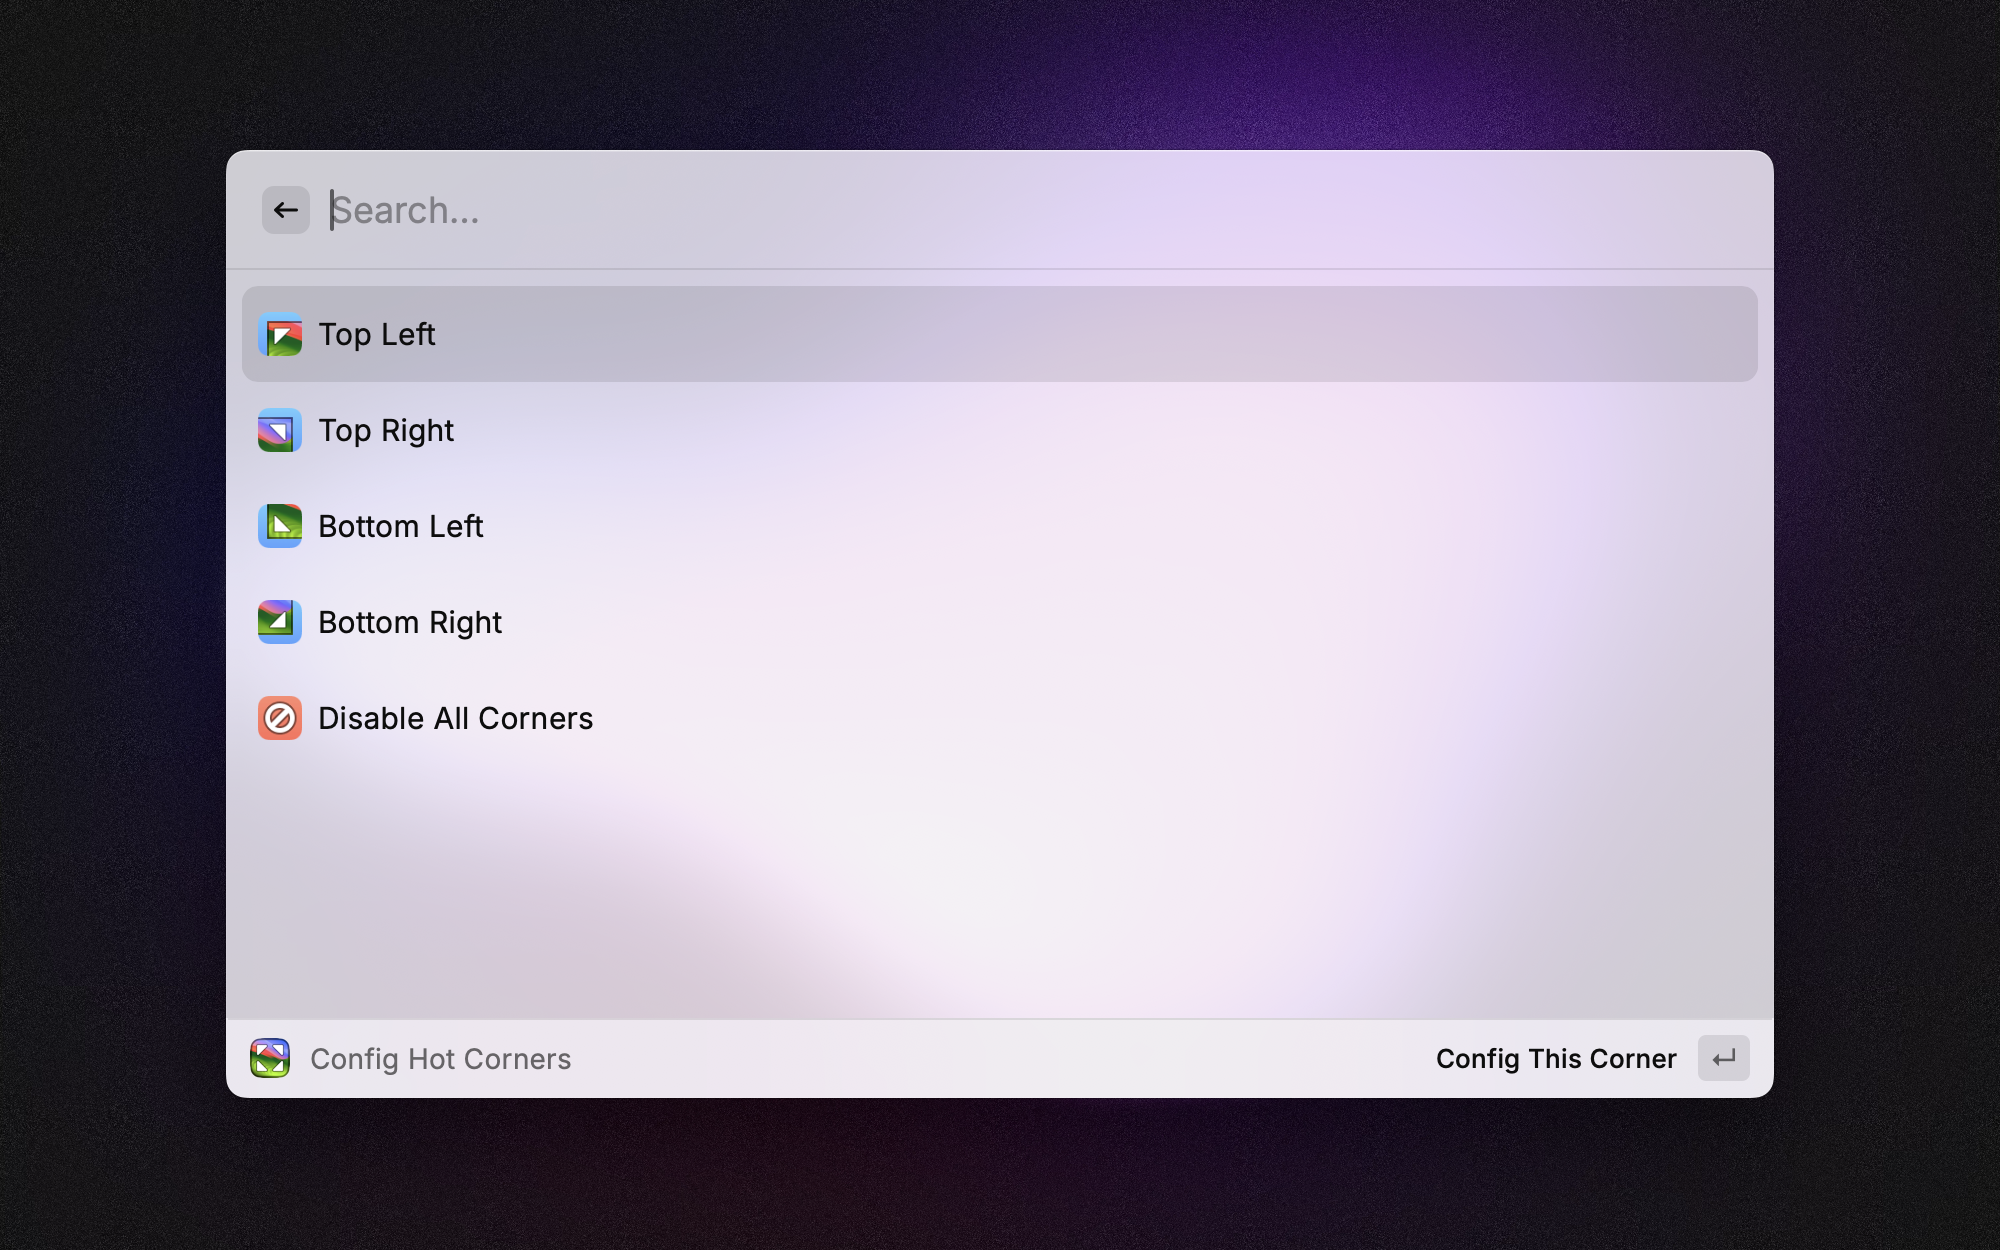 Search...
Top Left
Top Right
Bottom Left
Bottom Right
Disable All Corners
Config Hot Corners
Config This Corner